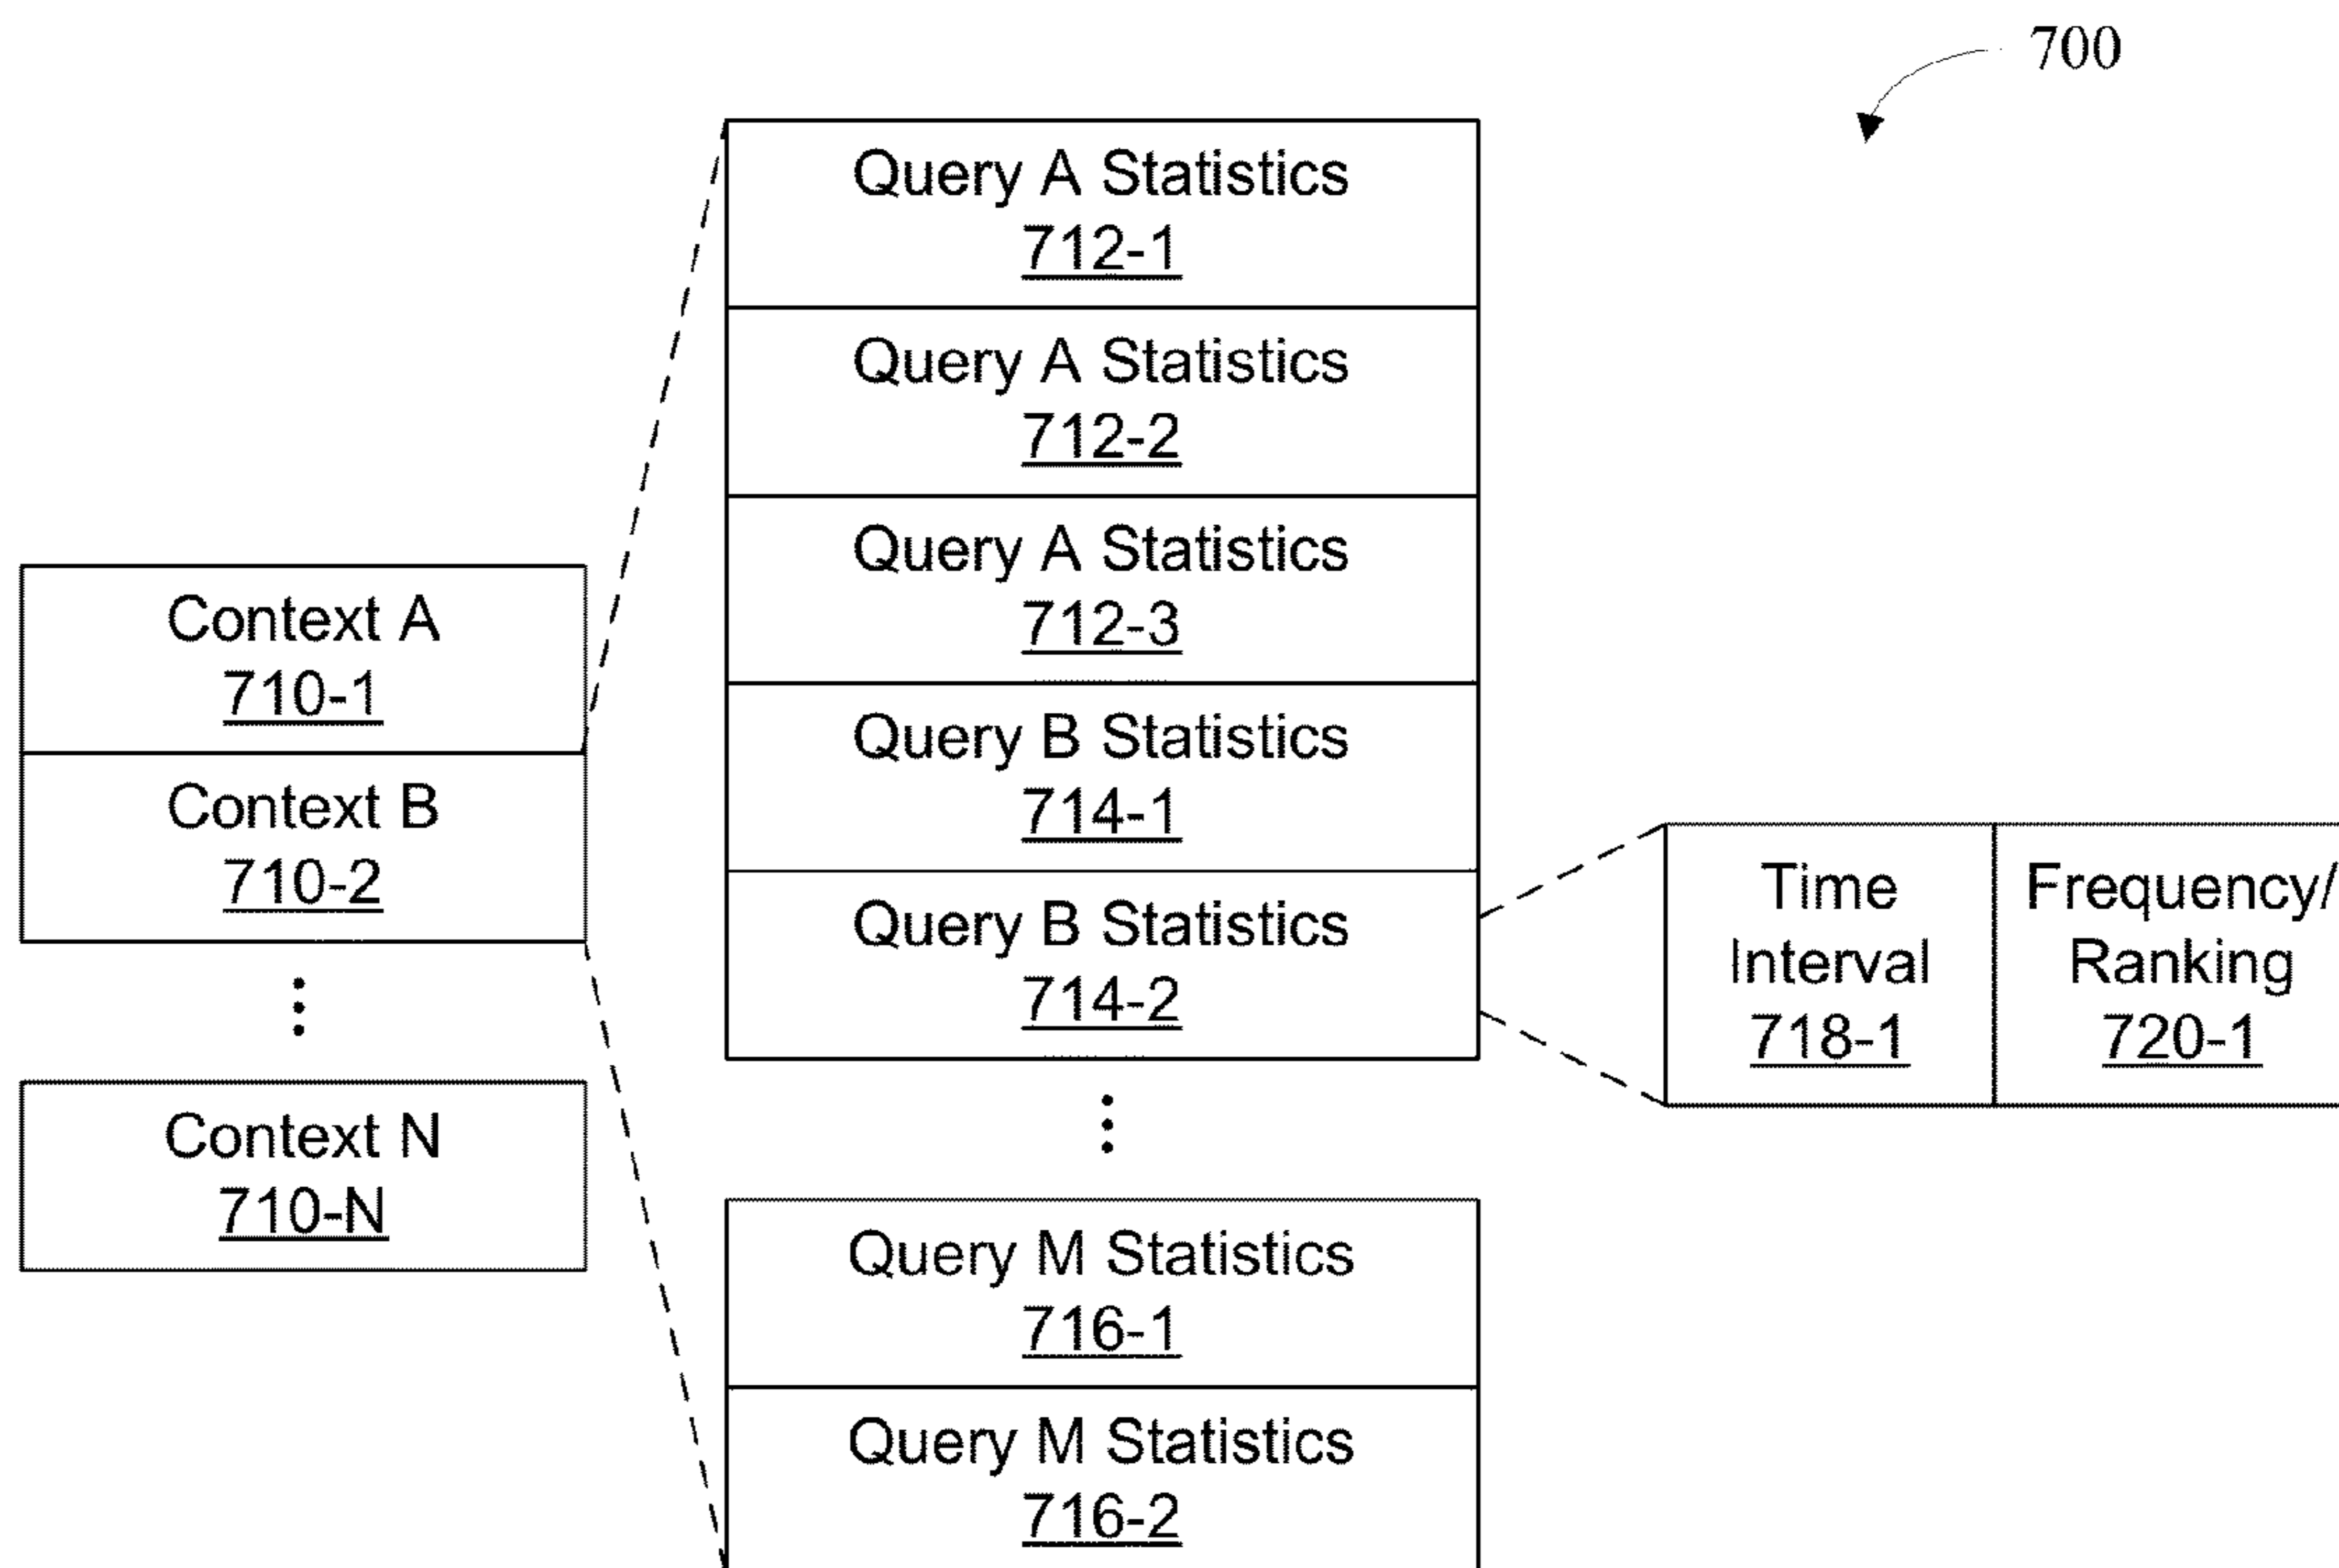 700
Query A Statistics
712-1
Query A Statistics
712-2
Query A Statistics
712-3
Query B Statistics
714-1
Query B Statistics
714-2
Query M Statistics
716-1
Query M Statistics
716-2
Context A
710-1
Context B
710-2
Context N
710-N
Time
Interval
718-1
Frequency/
Ranking
720-1